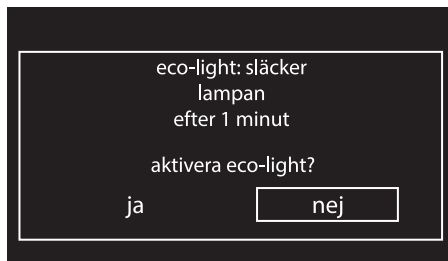 eco-light: släcker
lampan
efter 1 minut
aktivera eco-light?
ja nej